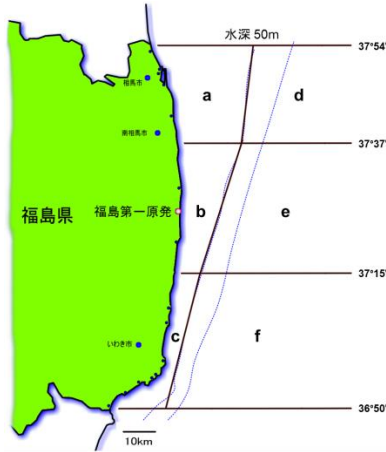 水深 50m
37°54'
相馬市
a
d
南相馬市
37°37'
福島県
福島第一原発
b
e
37°15'
いわき市
c
f
36°50'
10km